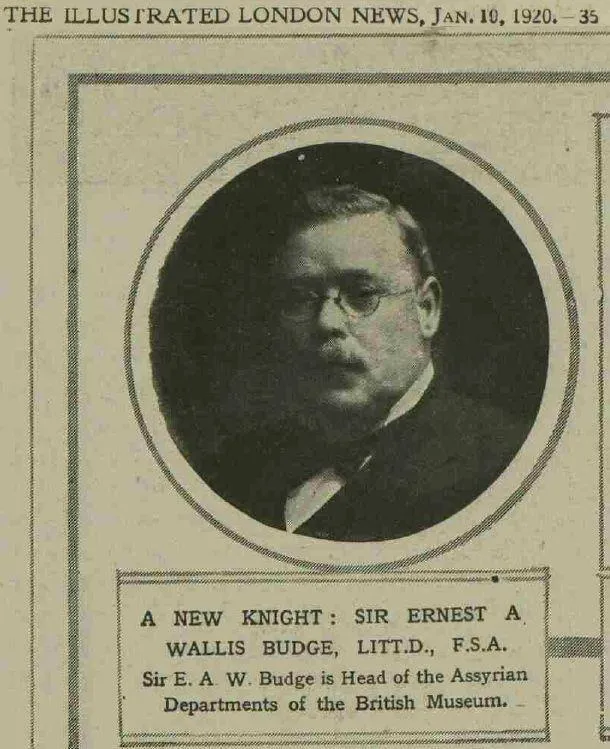 THE ILLUSTRATED LONDON NEWS, JAN. 10, 1920.—35
A NEW KNIGHT: SIR ERNEST A.
WALLIS BUDGE, LITT.D., F.S.A.
Sir E. A. W. Budge is Head of the Assyrian
Departments of the British Museum.